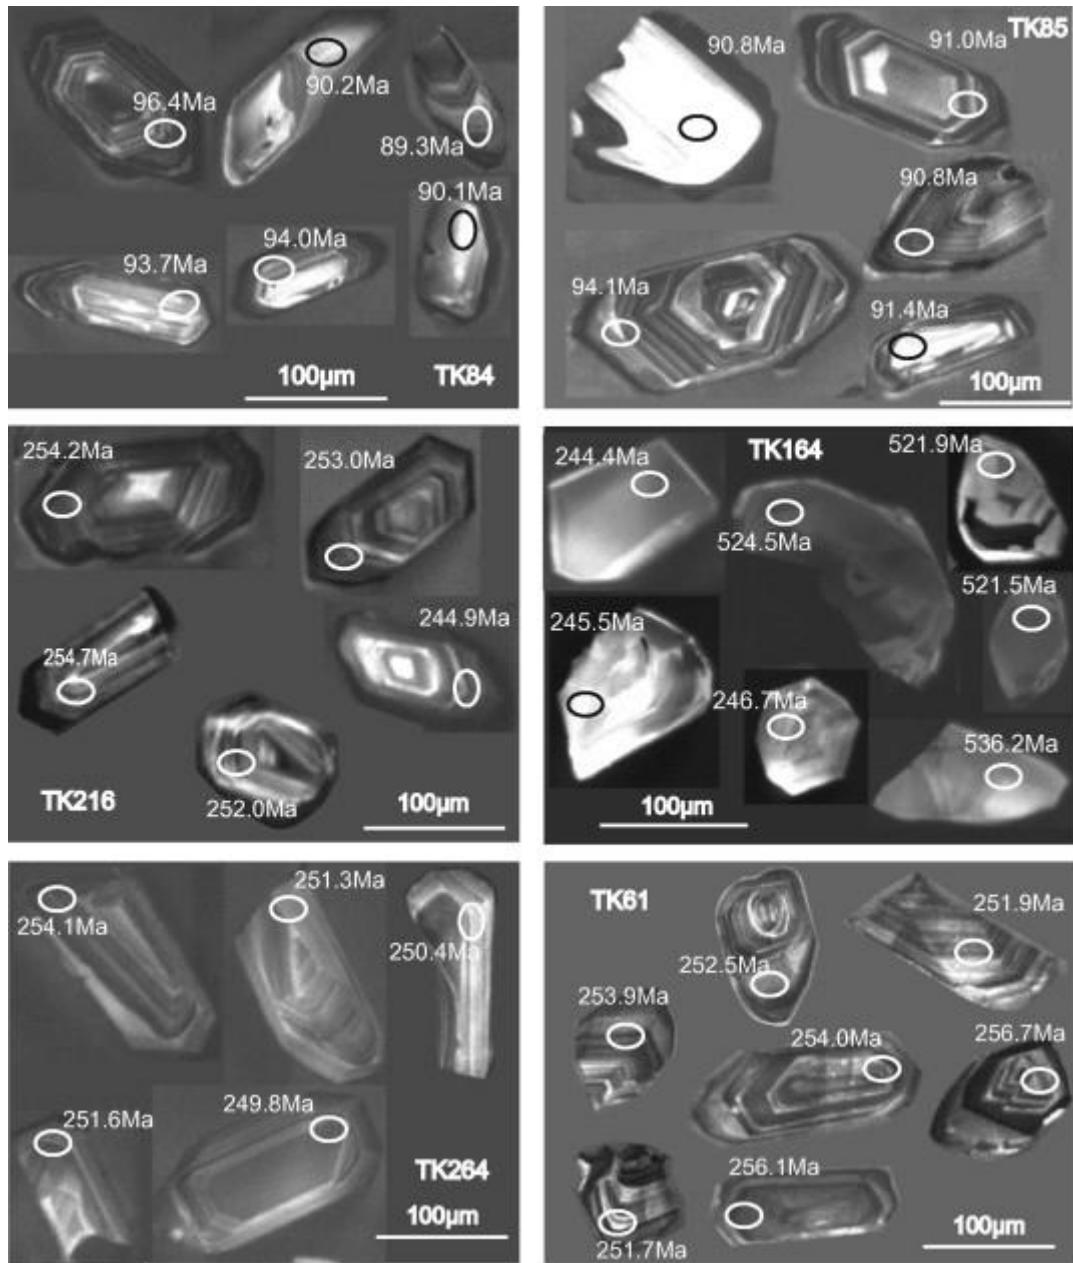 96.4Ma
90.2Ma
89.3Ma
90.1Ma
94.0Ma
93.7Ma
100μm
TK84
90.8Ma
91.0Ma
TK85
90.8Ma
94.1Ma
91.4Ma
100μm
254.2Ma
253.0Ma
254.7Ma
244.9Ma
252.0Ma
TK216
100μm
244.4Ma
TK164
521.9Ma
524.5Ma
521.5Ma
245.5Ma
246.7Ma
536.2Ma
100μm
254.1Ma
251.3Ma
250.4Ma
251.6Ma
249.8Ma
TK264
100μm
TK61
251.9Ma
252.5Ma
253.9Ma
254.0Ma
256.7Ma
256.1Ma
251.7Ma
100μm